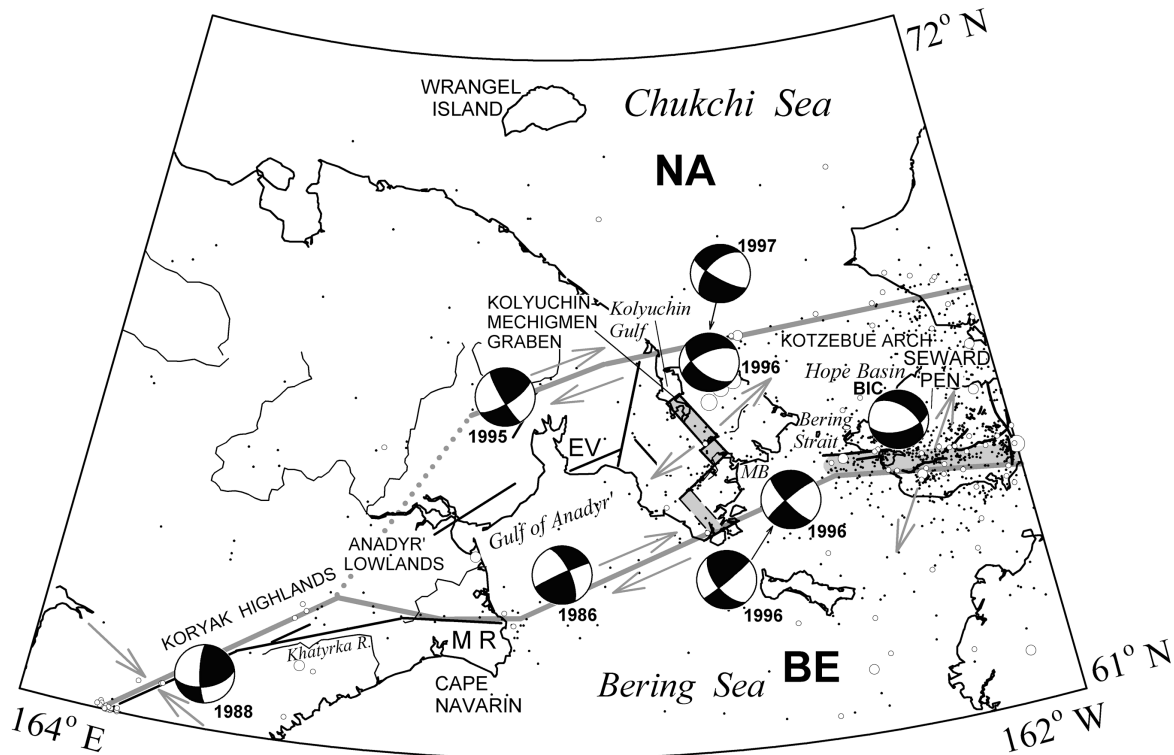 72° N
WRANGEL
ISLAND
Chukchi Sea
NA
1997
KOLYUCHIN-
MECHIGMEN
GRABEN
Kolyuchin
Gulf
KOTZEBUE ARCH
SEWARD
PEN
1996
Hope Basin
BIC
1995
Bering
Strait
EV
MB
Gulf of Anadyr'
1996
ANADYR'
LOWLANDS
1986
1996
KORYAK HIGHLANDS
Khatyrka R.
M R
BE
Bering Sea
CAPE
NAVARIN
1988
61° N
164° E
162° W